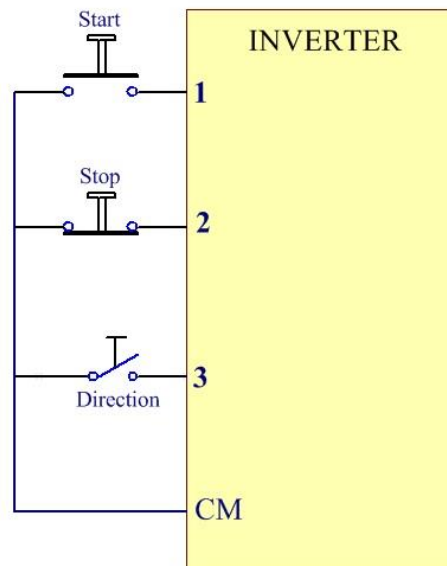 Start
INVERTER
1
Stop
2
3
Direction
CM